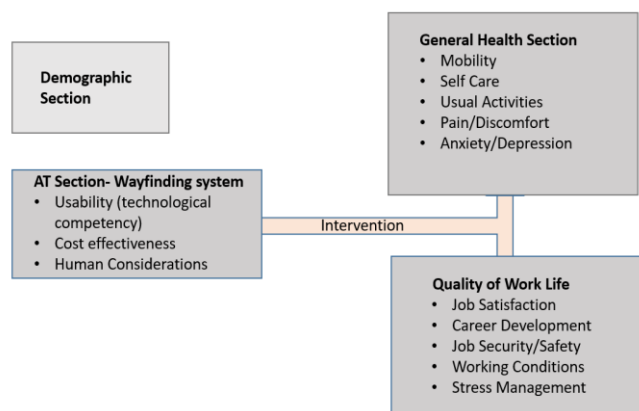 General Health Section
• Mobility
• Self Care
• Usual Activities
• Pain/Discomfort
• Anxiety/Depression
Demographic
Section
AT Section- Wayfinding system
• Usability (technological
competency)
• Cost effectiveness
• Human Considerations
Intervention
Quality of Work Life
• Job Satisfaction
• Career Development
• Job Security/Safety
• Working Conditions
• Stress Management